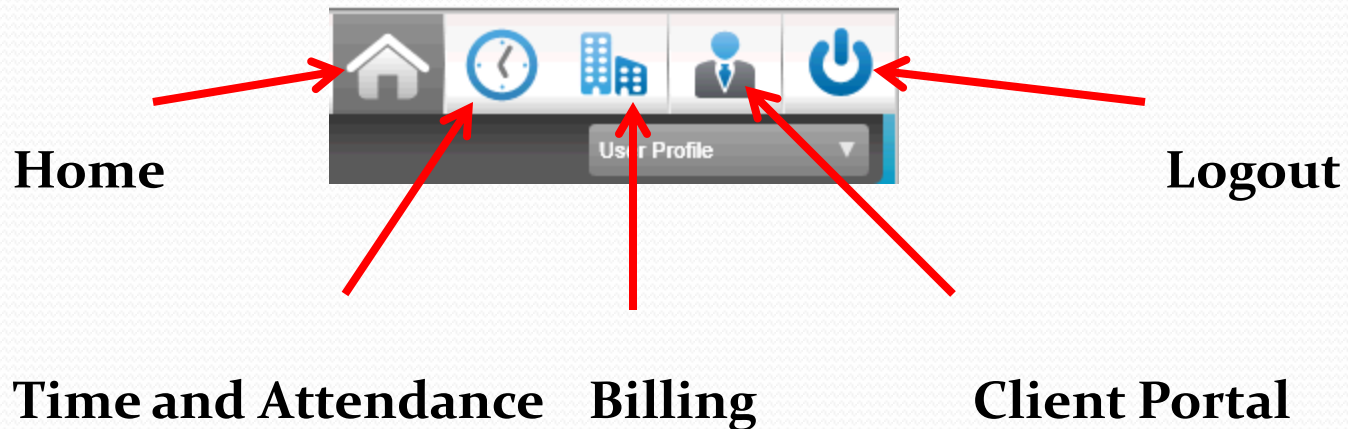 User Profile
Home
Logout
Time and Attendance
Billing
Client Portal